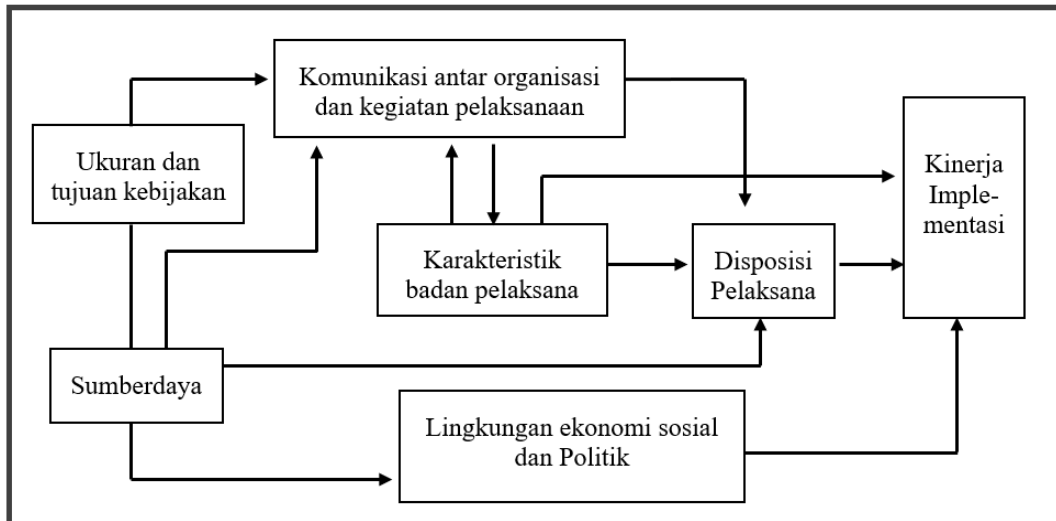 Komunikasi antar organisasi
dan kegiatan pelaksanaan
Ukuran dan
tujuan kebijakan
Kinerja
Imple-
mentasi
Karakteristik
badan pelaksana
Disposisi
Pelaksana
Sumberdaya
Lingkungan ekonomi sosial
dan Politik